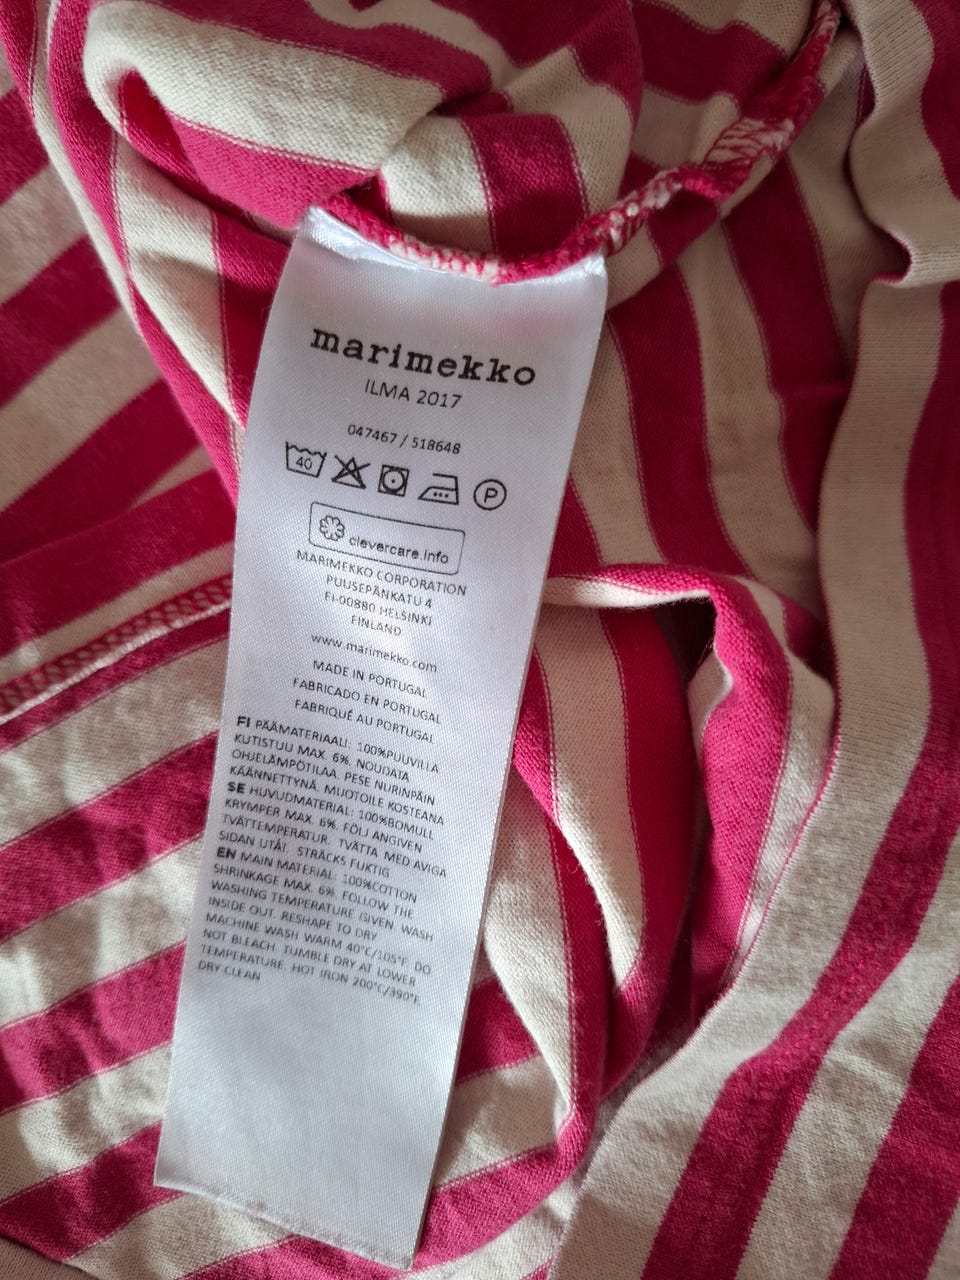 marimekko
ILMA 2017
047467 / 518648
40
P
clevercare.info
MARIMEKKO CORPORATION
PUUSEPÄNKATU 4
FI-00880 HELSINKI
FINLAND
www.marimekko.com
MADE IN PORTUGAL
FABRICADO EN PORTUGAL
FABRIQUÉ AU PORTUGAL
FI PÄÄMATERIAALI: 100%PUUVILLA
KUTISTUU MAX. 6%. NOUDATA
OHJELÄMPÖTILAA. PESE NURINPÄIN
KÄÄNNETTYNÄ. MUOTOILE KOSTEANA
SE HUVUDMATERIAL: 100%BOMULL
KRYMPER MAX. 6%. FÖLJ ANGIVEN
TVÄTTEMPERATUR. TVÄTTA MED AVIGA
SIDAN UTÅT. STRÄCKS FUKTIG
EN MAIN MATERIAL: 100%COTTON
SHRINKAGE MAX. 6%. FOLLOW THE
WASHING TEMPERATURE GIVEN. WASH
INSIDE OUT. RESHAPE TO DRY
MACHINE WASH WARM 40°C/105°F. DO
NOT BLEACH. TUMBLE DRY AT LOWER
TEMPERATURE. HOT IRON 200°C/390°F.
DRY CLEAN